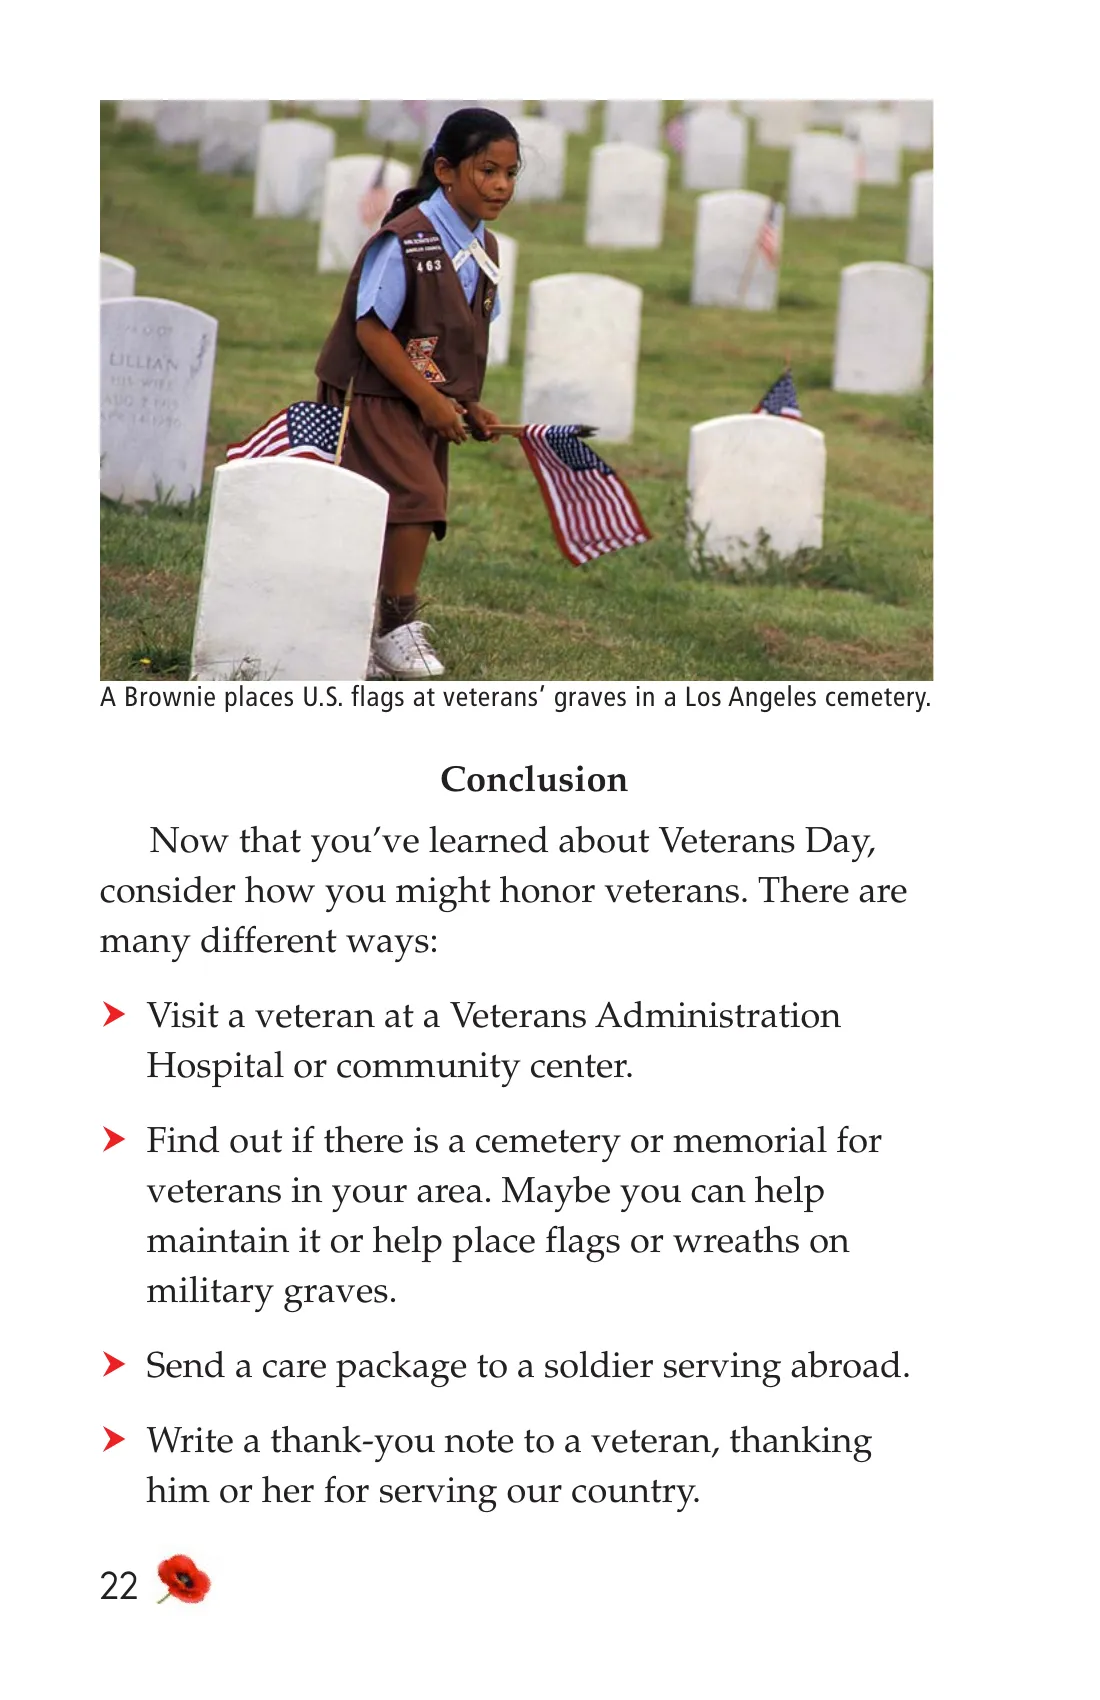 463
LILLIAN
HIS WIFE
A Brownie places U.S. flags at veterans’ graves in a Los Angeles cemetery.
Conclusion
Now that you’ve learned about Veterans Day,
consider how you might honor veterans. There are
many different ways:
Visit a veteran at a Veterans Administration
Hospital or community center.
Find out if there is a cemetery or memorial for
veterans in your area. Maybe you can help
maintain it or help place flags or wreaths on
military graves.
Send a care package to a soldier serving abroad.
Write a thank-you note to a veteran, thanking
him or her for serving our country.
22